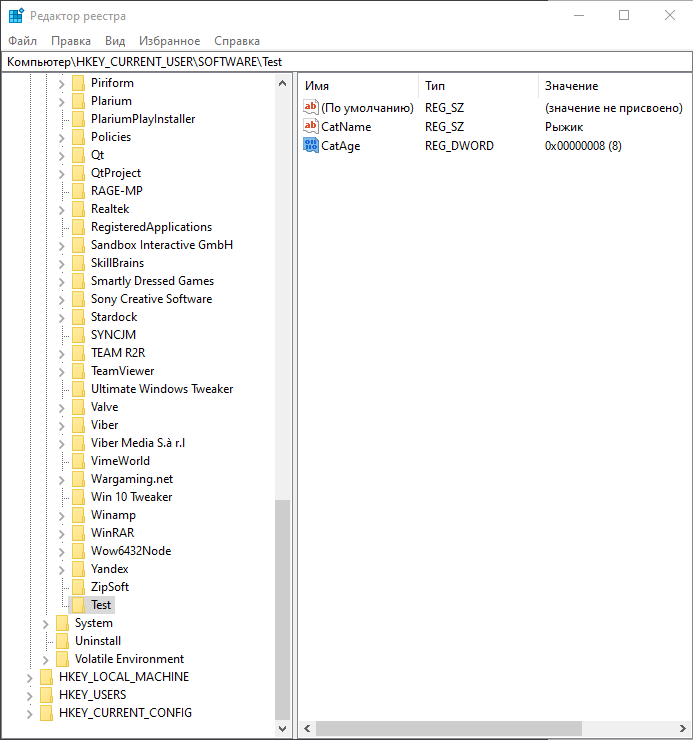 Редактор реестра
Файл Правка Вид Избранное Справка
Компьютер\HKEY_CURRENT_USER\SOFTWARE\Test
Piriform
Plarium
PlariumPlayInstaller
Policies
Qt
QtProject
RAGE-MP
Realtek
RegisteredApplications
Sandbox Interactive GmbH
SkillBrains
Smartly Dressed Games
Sony Creative Software
Stardock
SYNCJM
TEAM R2R
TeamViewer
Ultimate Windows Tweaker
Valve
Viber
Viber Media S.à r.l
VimeWorld
Wargaming.net
Win 10 Tweaker
Winamp
WinRAR
Wow6432Node
Yandex
ZipSoft
Test
System
Uninstall
Volatile Environment
HKEY_LOCAL_MACHINE
HKEY_USERS
HKEY_CURRENT_CONFIG
Имя Тип Значение
ab (По умолчанию) REG_SZ (значение не присвоено)
ab CatName REG_SZ Рыжик
CatAge REG_DWORD 0x00000008 (8)